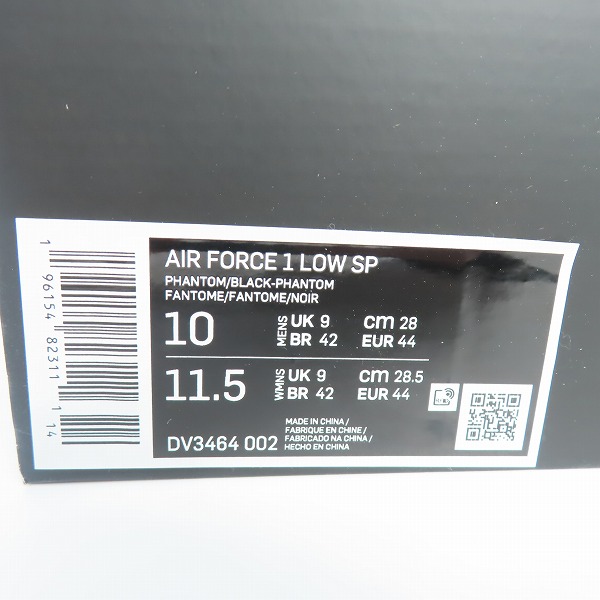 1 96154 82311 14
AIR FORCE 1 LOW SP
PHANTOM/BLACK-PHANTOM
FANTOME/FANTOME/NOIR
10 MENS UK 9 cm 28
BR 42 EUR 44
11.5 WMNS UK 9 cm 28.5
BR 42 EUR 44
DV3464 002
MADE IN CHINA/
FABRIQUE EN CHINE/
FABRICADO NA CHINA/
HECHO EN CHINA